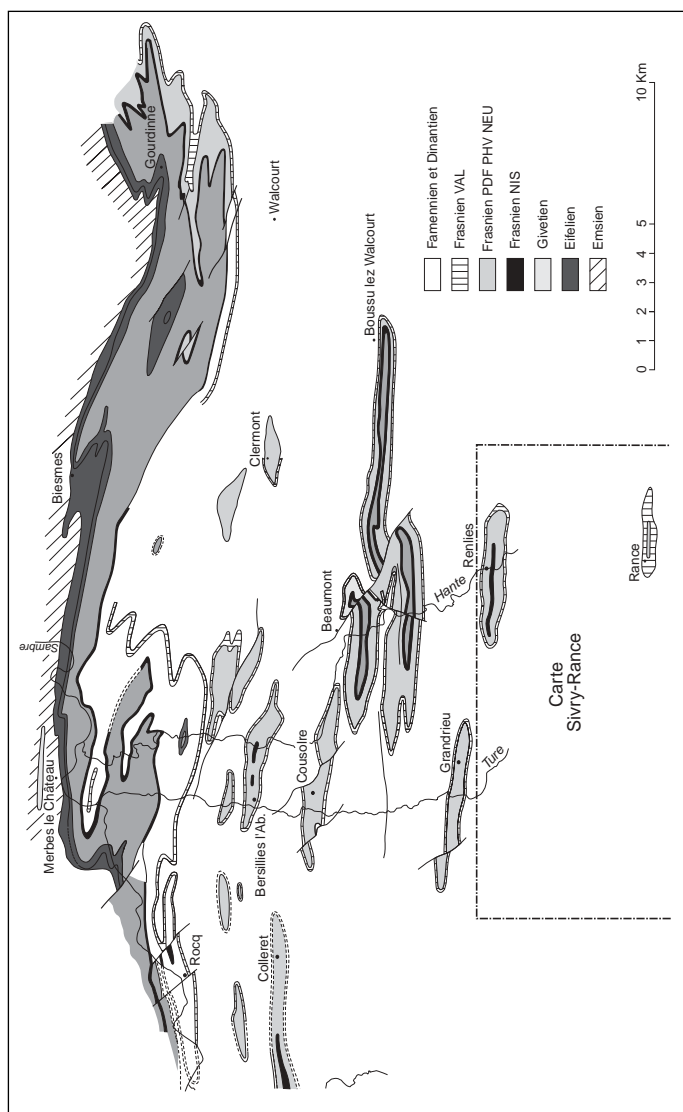 Merbes le Château
Sambre
Biesmes
Gourdinne
Walcourt
Rocq
Bersillies l'Ab.
Clermont
Colleret
Cousolre
Beaumont
Boussu lez Walcourt
Hante
Grandrieu
Ture
Renlies
Rance
Carte
Sivry-Rance
Famennien et Dinantien
Frasnien VAL
Frasnien PDF PHV NEU
Frasnien NIS
Givetien
Eifelien
Emsien
0 1 2 3 4 5 10 Km